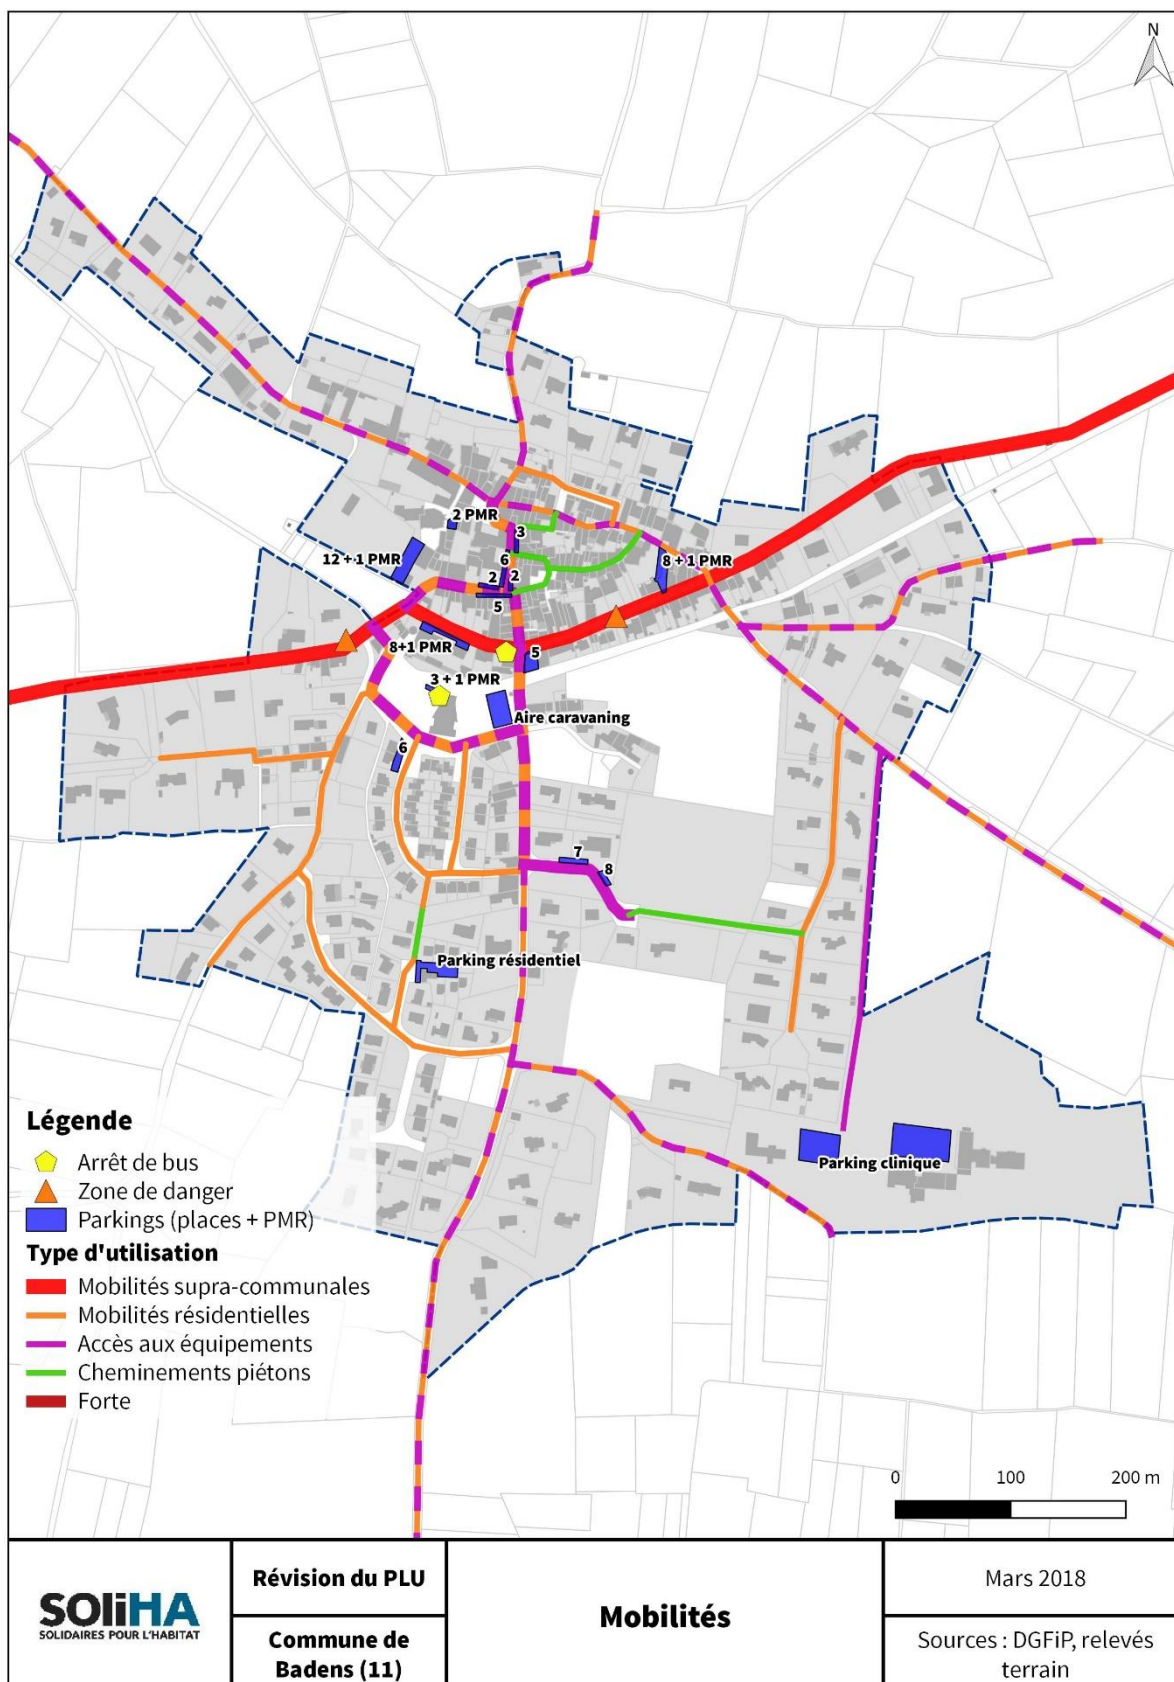 N
2 PMR
3
12 + 1 PMR
6
8 + 1 PMR
2
2
5
8+1 PMR
5
3 + 1 PMR
Aire caravaning
6
7
8
Parking résidentiel
Parking clinique
Légende
Arrêt de bus
Zone de danger
Parkings (places + PMR)
Type d'utilisation
Mobilités supra-communales
Mobilités résidentielles
Accès aux équipements
Cheminements piétons
Forte
0 100 200 m
SOliHA
SOLIDAIRES POUR L'HABITAT
Révision du PLU
Commune de
Badens (11)
Mobilités
Mars 2018
Sources : DGFiP, relevés
terrain